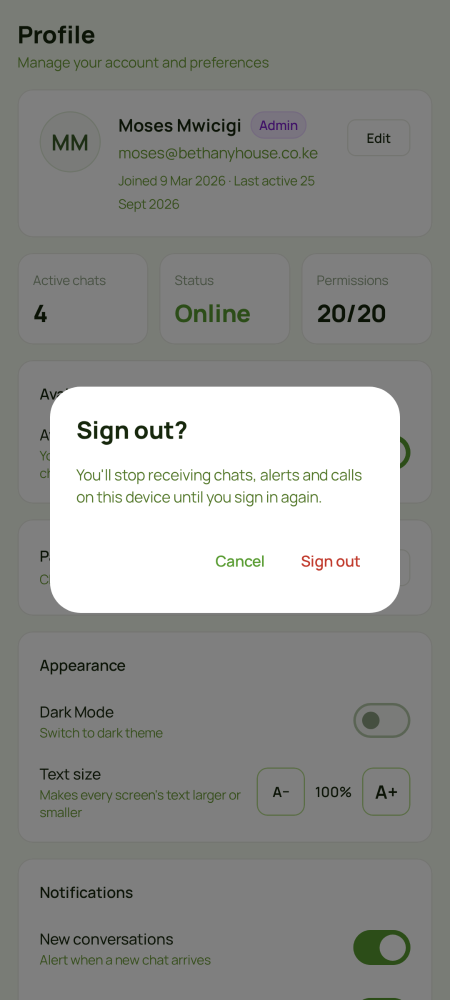 Profile
Manage your account and preferences
MM
Moses Mwicigi
Admin
moses@bethanyhouse.co.ke
Joined 9 Mar 2026 · Last active 25
Sept 2026
Edit
Active chats
4
Status
Online
Permissions
20/20
Sign out?
You'll stop receiving chats, alerts and calls
on this device until you sign in again.
Cancel
Sign out
Appearance
Dark Mode
Switch to dark theme
Text size
Makes every screen's text larger or
smaller
A−
100%
A+
Notifications
New conversations
Alert when a new chat arrives